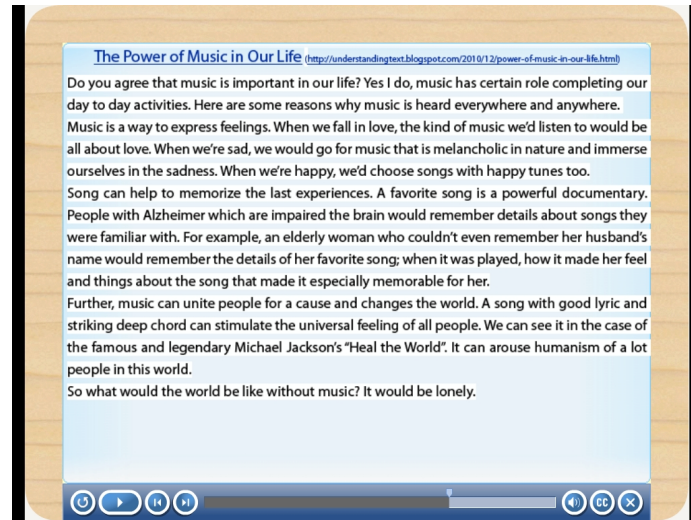 The Power of Music in Our Life (http://understandingtext.blogspot.com/2010/12/power-of-music-in-our-life.html)
Do you agree that music is important in our life? Yes I do, music has certain role completing our
day to day activities. Here are some reasons why music is heard everywhere and anywhere.
Music is a way to express feelings. When we fall in love, the kind of music we'd listen to would be
all about love. When we're sad, we would go for music that is melancholic in nature and immerse
ourselves in the sadness. When we're happy, we'd choose songs with happy tunes too.
Song can help to memorize the last experiences. A favorite song is a powerful documentary.
People with Alzheimer which are impaired the brain would remember details about songs they
were familiar with. For example, an elderly woman who couldn't even remember her husband's
name would remember the details of her favorite song; when it was played, how it made her feel
and things about the song that made it especially memorable for her.
Further, music can unite people for a cause and changes the world. A song with good lyric and
striking deep chord can stimulate the universal feeling of all people. We can see it in the case of
the famous and legendary Michael Jackson's "Heal the World". It can arouse humanism of a lot
people in this world.
So what would the world be like without music? It would be lonely.
CC